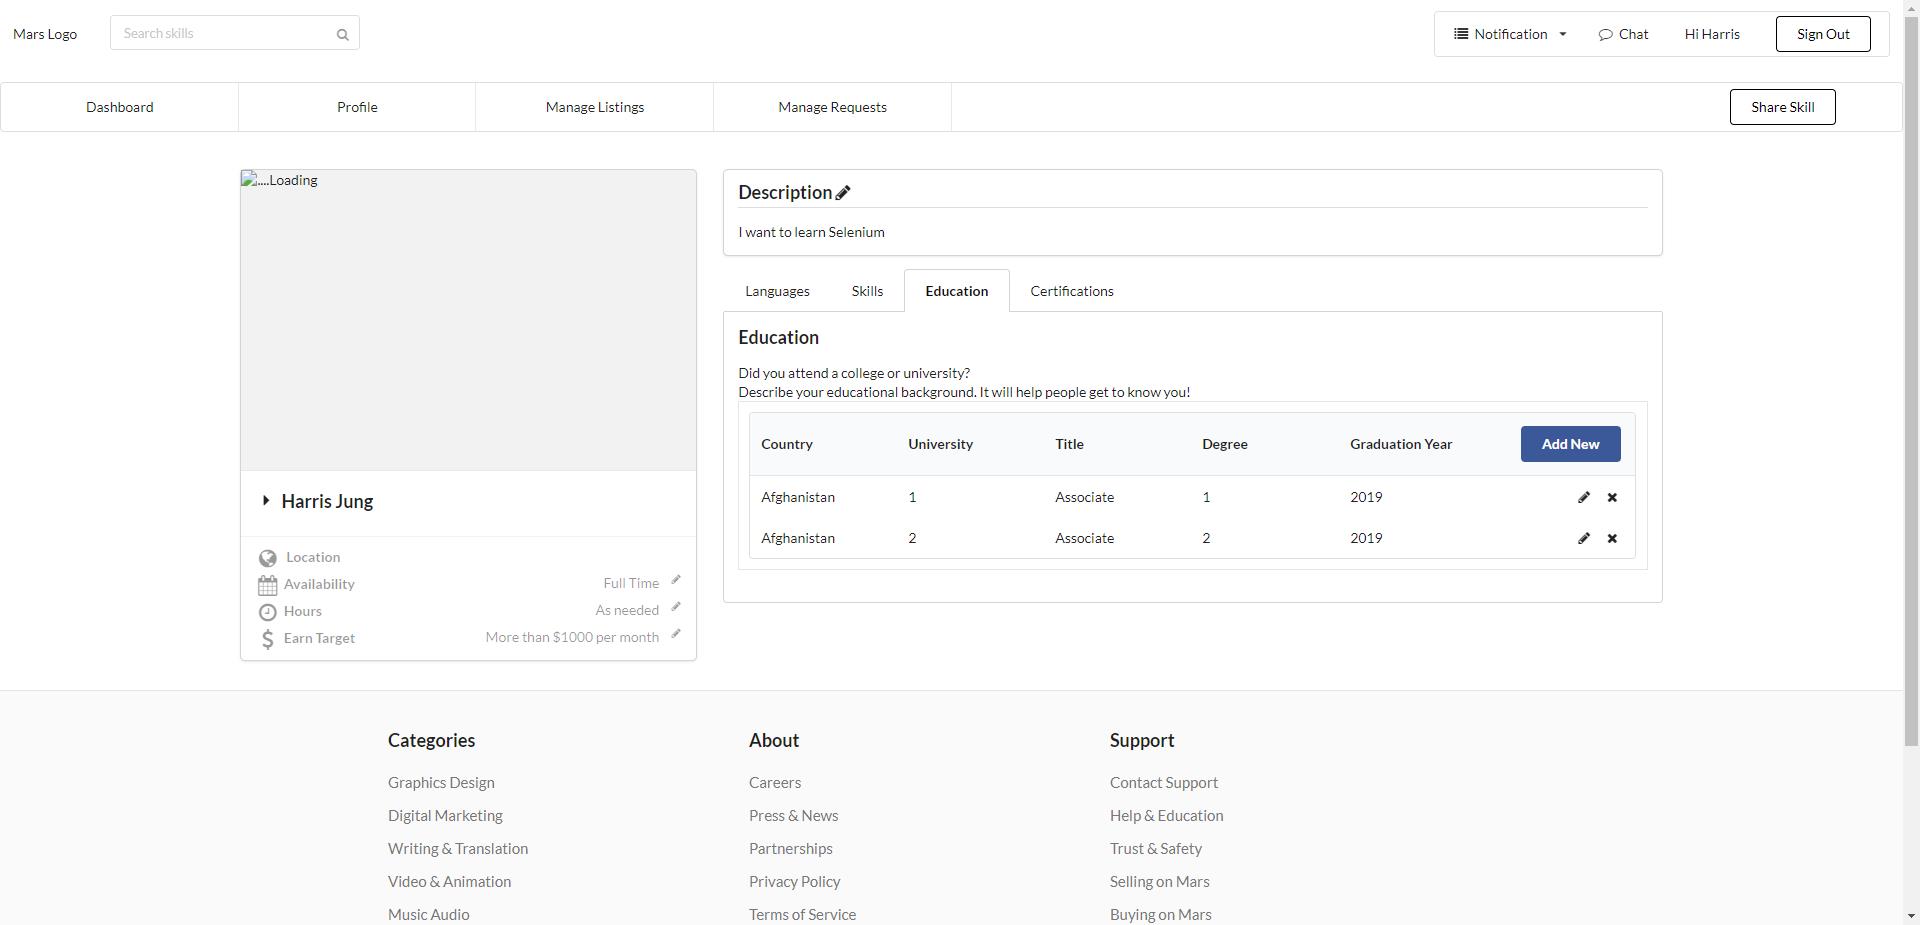 Mars Logo
Search skills
Notification
Chat
Hi Harris
Sign Out
Dashboard
Profile
Manage Listings
Manage Requests
Share Skill
....Loading
Harris Jung
Location
Availability
Full Time
Hours
As needed
Earn Target
More than $1000 per month
Description
I want to learn Selenium
Languages
Skills
Education
Certifications
Education
Did you attend a college or university?
Describe your educational background. It will help people get to know you!
Country University Title Degree Graduation Year Add New
Afghanistan 1 Associate 1 2019
Afghanistan 2 Associate 2 2019
Categories
Graphics Design
Digital Marketing
Writing & Translation
Video & Animation
Music Audio
About
Careers
Press & News
Partnerships
Privacy Policy
Terms of Service
Support
Contact Support
Help & Education
Trust & Safety
Selling on Mars
Buying on Mars